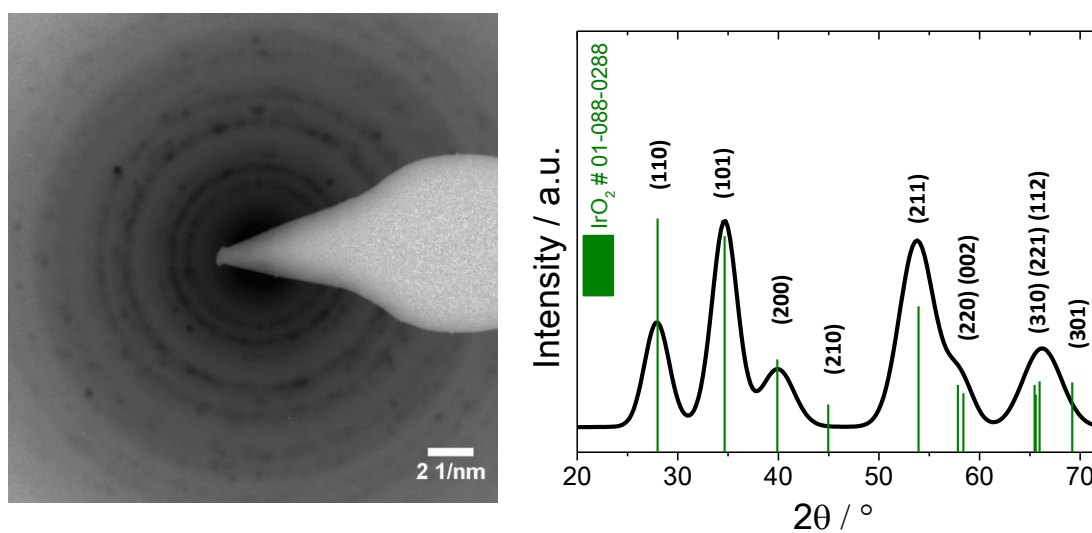 2 1/nm
Intensity / a.u.
IrO₂ # 01-088-0288
(110)
(101)
(200)
(210)
(211)
(220) (002)
(310) (221) (112)
(301)
20 30 40 50 60 70
2θ / °